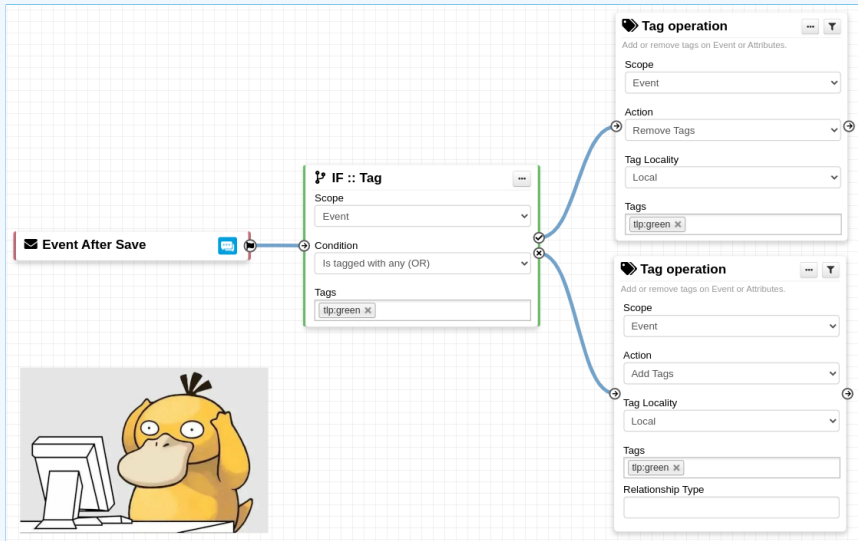 Event After Save
IF :: Tag
Scope
Event
Condition
Is tagged with any (OR)
Tags
tlp:green
Tag operation
Add or remove tags on Event or Attributes.
Scope
Event
Action
Remove Tags
Tag Locality
Local
Tags
tlp:green
Tag operation
Add or remove tags on Event or Attributes.
Scope
Event
Action
Add Tags
Tag Locality
Local
Tags
tlp:green
Relationship Type